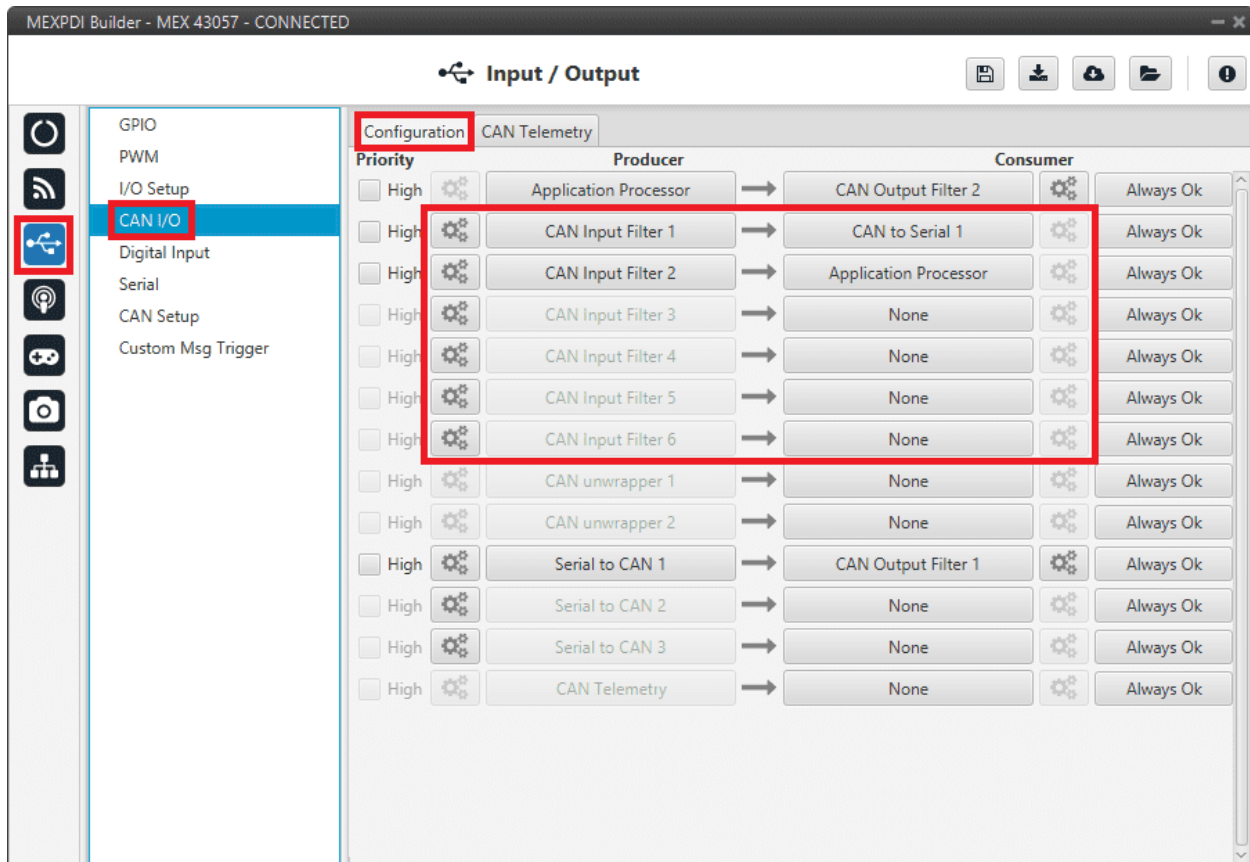 MEXPDI Builder - MEX 43057 - CONNECTED
Input / Output
GPIO
PWM
I/O Setup
CAN I/O
Digital Input
Serial
CAN Setup
Custom Msg Trigger
Configuration CAN Telemetry
Priority Producer Consumer
High Application Processor CAN Output Filter 2 Always Ok
High CAN Input Filter 1 CAN to Serial 1 Always Ok
High CAN Input Filter 2 Application Processor Always Ok
High CAN Input Filter 3 None Always Ok
High CAN Input Filter 4 None Always Ok
High CAN Input Filter 5 None Always Ok
High CAN Input Filter 6 None Always Ok
High CAN unwrapper 1 None Always Ok
High CAN unwrapper 2 None Always Ok
High Serial to CAN 1 CAN Output Filter 1 Always Ok
High Serial to CAN 2 None Always Ok
High Serial to CAN 3 None Always Ok
High CAN Telemetry None Always Ok